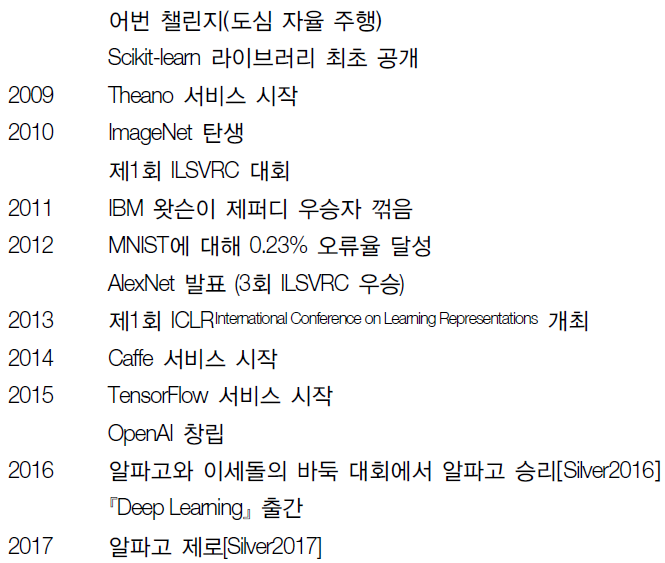 어번 챌린지(도심 자율 주행)
Scikit-learn 라이브러리 최초 공개
2009 Theano 서비스 시작
2010 ImageNet 탄생
제1회 ILSVRC 대회
2011 IBM 왓슨이 제퍼디 우승자 꺾음
2012 MNIST에 대해 0.23% 오류율 달성
AlexNet 발표 (3회 ILSVRC 우승)
2013 제1회 ICLR International Conference on Learning Representations 개최
2014 Caffe 서비스 시작
2015 TensorFlow 서비스 시작
OpenAI 창립
2016 알파고와 이세돌의 바둑 대회에서 알파고 승리[Silver2016]
『Deep Learning』 출간
2017 알파고 제로[Silver2017]